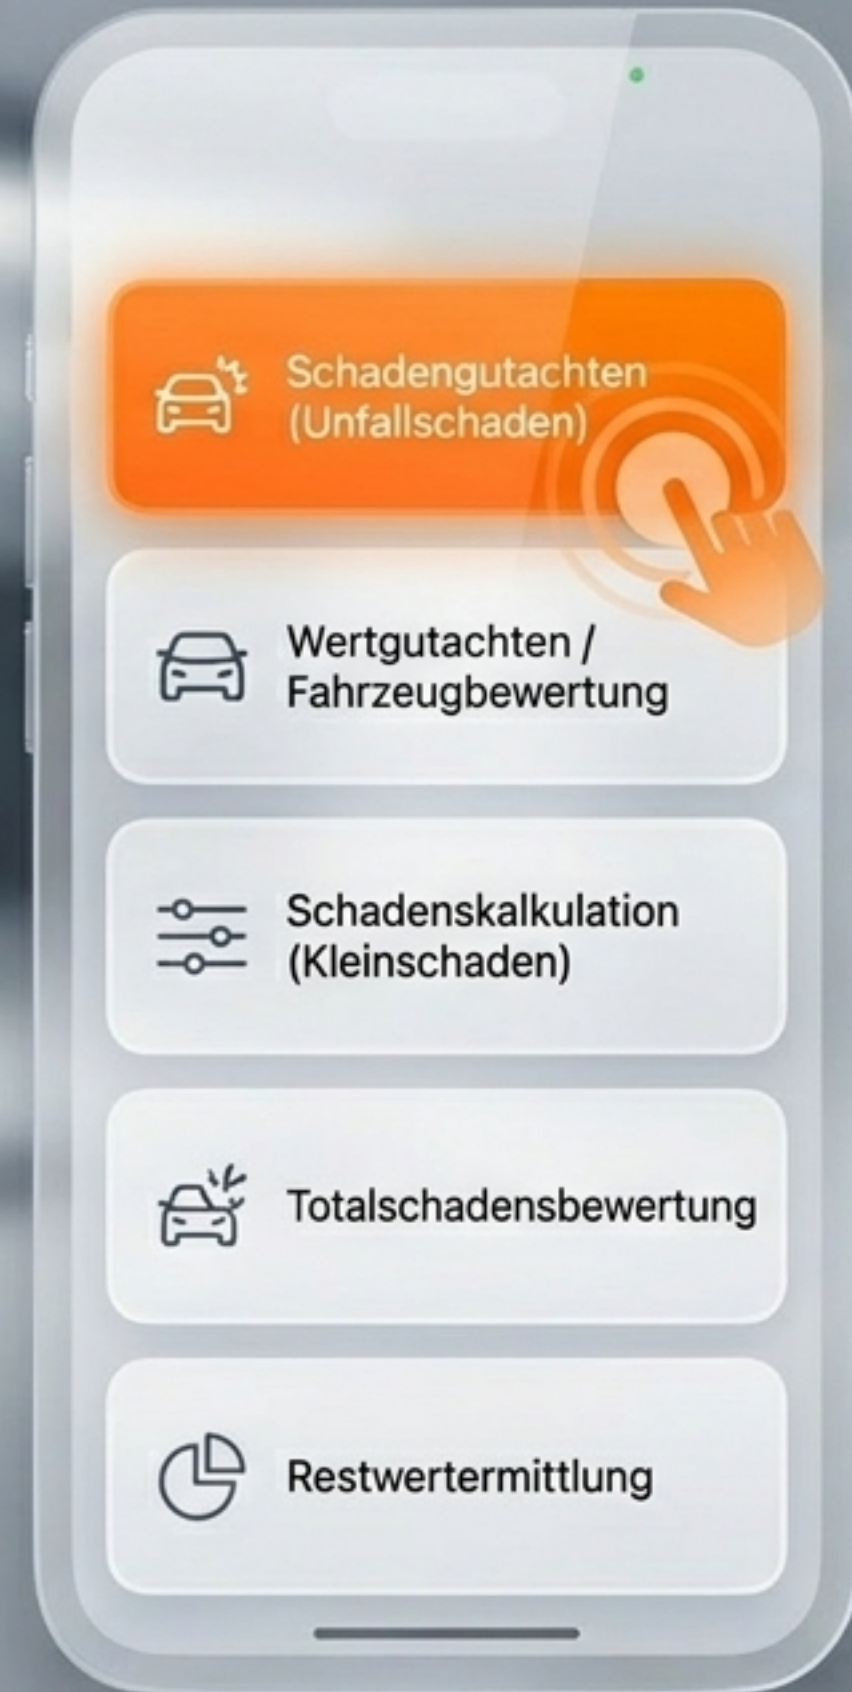 Schadengutachten
(Unfallschaden)
Wertgutachten /
Fahrzeugbewertung
Schadenskalkulation
(Kleinschaden)
Totalschadensbewertung
Restwertermittlung